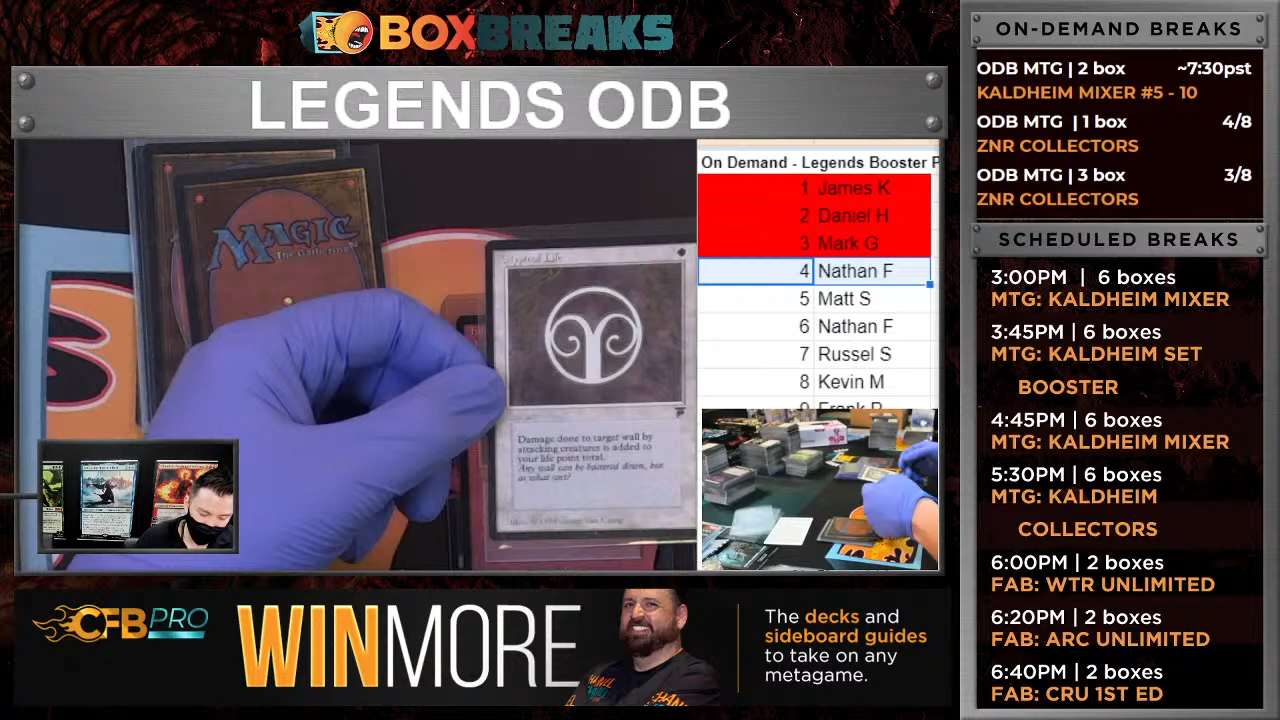 BOXBREAKS
LEGENDS ODB
MAGIC
The Gathering
Damage done to target wall by
attacking creatures is added to
your life point total.
Any wall can be battered down, but
at what cost?
On Demand - Legends Booster P
1 James K
2 Daniel H
3 Mark G
4 Nathan F
5 Matt S
6 Nathan F
7 Russel S
8 Kevin M
CFBPRO
WINMORE
The decks and
sideboard guides
to take on any
metagame.
ON-DEMAND BREAKS
ODB MTG | 2 box ~7:30pst
KALDHEIM MIXER #5 - 10
ODB MTG | 1 box 4/8
ZNR COLLECTORS
ODB MTG | 3 box 3/8
ZNR COLLECTORS
SCHEDULED BREAKS
3:00PM | 6 boxes
MTG: KALDHEIM MIXER
3:45PM | 6 boxes
MTG: KALDHEIM SET
BOOSTER
4:45PM | 6 boxes
MTG: KALDHEIM MIXER
5:30PM | 6 boxes
MTG: KALDHEIM
COLLECTORS
6:00PM | 2 boxes
FAB: WTR UNLIMITED
6:20PM | 2 boxes
FAB: ARC UNLIMITED
6:40PM | 2 boxes
FAB: CRU 1ST ED